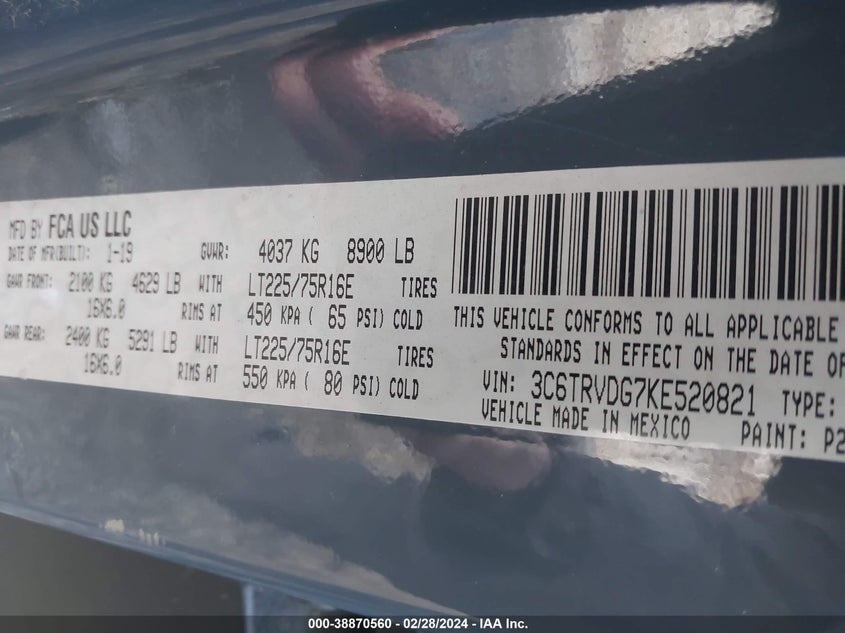 MFD BY FCA US LLC
DATE OF MFR(BUILT): 1-19 GVWR: 4037 KG 8900 LB
GAWR FRONT: 2100 KG 4629 LB WITH LT225/75R16E TIRES
16X6.0 RIMS AT 450 KPA ( 65 PSI) COLD
GAWR REAR: 2400 KG 5291 LB WITH LT225/75R16E TIRES
16X6.0 RIMS AT 550 KPA ( 80 PSI) COLD
THIS VEHICLE CONFORMS TO ALL APPLICABLE
STANDARDS IN EFFECT ON THE DATE OF
VIN: 3C6TRVDG7KE520821 TYPE:
VEHICLE MADE IN MEXICO PAINT: P2
000-38870560 - 02/28/2024 - IAA Inc.